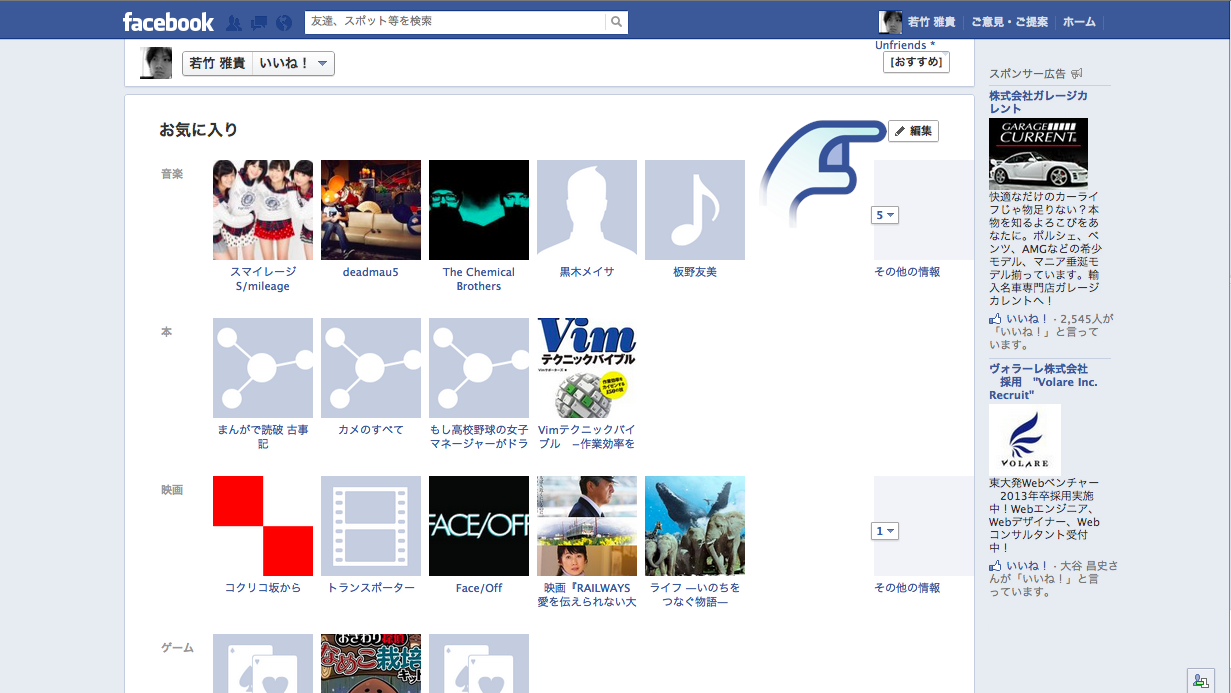 facebook
友達、スポット等を検索
若竹 雅貴
ご意見・ご提案
ホーム
若竹 雅貴
いいね！
Unfriends *
[おすすめ]
お気に入り
編集
音楽
スマイレージ
S/mileage
deadmau5
The Chemical
Brothers
黒木メイサ
板野友美
5
その他の情報
本
Vim
テクニックバイブル
まんがで読破 古事
記
カメのすべて
もし高校野球の女子
マネージャーがドラ
Vimテクニックバイ
ブル　―作業効率を
映画
FACE/OFF
コクリコ坂から
トランスポーター
Face/Off
映画『RAILWAYS
愛を伝えられない大
ライフ ―いのちを
つなぐ物語―
1
その他の情報
ゲーム
おさわり探偵
なめこ栽培
キット
スポンサー広告
株式会社ガレージカ
レント
GARAGE
CURRENT
快適なだけのカーライ
フじゃ物足りない？本
物を知るよろこびをあ
なたに。ポルシェ、ベ
ンツ、AMGなどの希少
モデル、マニア垂涎モ
デル揃っています。輸
入名車専門店ガレージ
カレントへ！
いいね！ · 2,545人が
「いいね！」と言って
います。
ヴォラーレ株式会社
採用　"Volare Inc.
Recruit"
VOLARE
東大発Webベンチャー
2013年卒採用実施
中！Webエンジニア、
Webデザイナー、Web
コンサルタント受付
中！
いいね！ · 大谷 昌史さ
んが「いいね！」と言
っています。